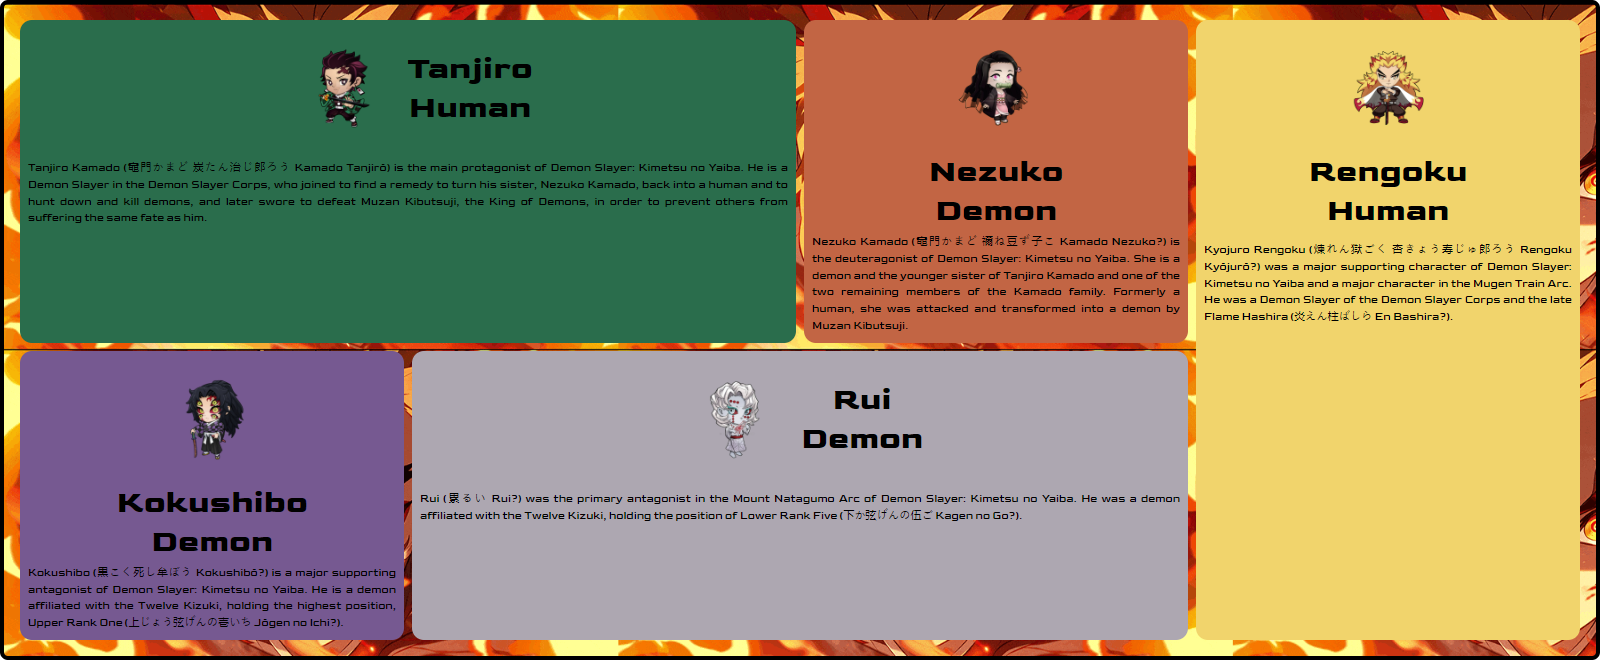 Tanjiro
Human
Tanjiro Kamado (竈門かまど 炭たん治じ郎ろう Kamado Tanjirō) is the main protagonist of Demon Slayer: Kimetsu no Yaiba. He is a
Demon Slayer in the Demon Slayer Corps, who joined to find a remedy to turn his sister, Nezuko Kamado, back into a human and to
hunt down and kill demons, and later swore to defeat Muzan Kibutsuji, the King of Demons, in order to prevent others from
suffering the same fate as him.
Nezuko
Demon
Nezuko Kamado (竈門かまど 禰ね豆ず子こ Kamado Nezuko?) is
the deuteragonist of Demon Slayer: Kimetsu no Yaiba. She is a
demon and the younger sister of Tanjiro Kamado and one of the
two remaining members of the Kamado family. Formerly a
human, she was attacked and transformed into a demon by
Muzan Kibutsuji.
Rengoku
Human
Kyojuro Rengoku (煉れん獄ごく 杏きょう寿じゅ郎ろう Rengoku
Kyōjurō?) was a major supporting character of Demon Slayer:
Kimetsu no Yaiba and a major character in the Mugen Train Arc.
He was a Demon Slayer of the Demon Slayer Corps and the late
Flame Hashira (炎えん柱ばしら En Bashira?).
Kokushibo
Demon
Kokushibo (黒こく死し牟ぼう Kokushibō?) is a major supporting
antagonist of Demon Slayer: Kimetsu no Yaiba. He is a demon
affiliated with the Twelve Kizuki, holding the highest position,
Upper Rank One (上じょう弦げんの壱いち Jōgen no Ichi?).
Rui
Demon
Rui (累るい Rui?) was the primary antagonist in the Mount Natagumo Arc of Demon Slayer: Kimetsu no Yaiba. He was a demon
affiliated with the Twelve Kizuki, holding the position of Lower Rank Five (下か弦げんの伍ご Kagen no Go?).